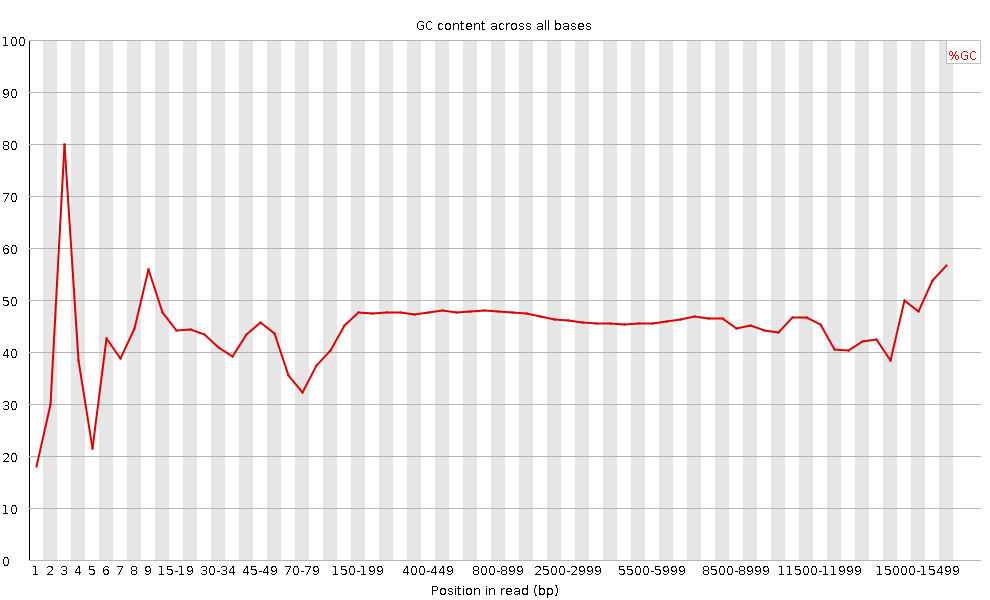 GC content across all bases
%GC
100
90
80
70
60
50
40
30
20
10
0
1 2 3 4 5 6 7 8 9 15-19 30-34 45-49 70-79 150-199 400-449 800-899 2500-2999 5500-5999 8500-8999 11500-11999 15000-15499
Position in read (bp)